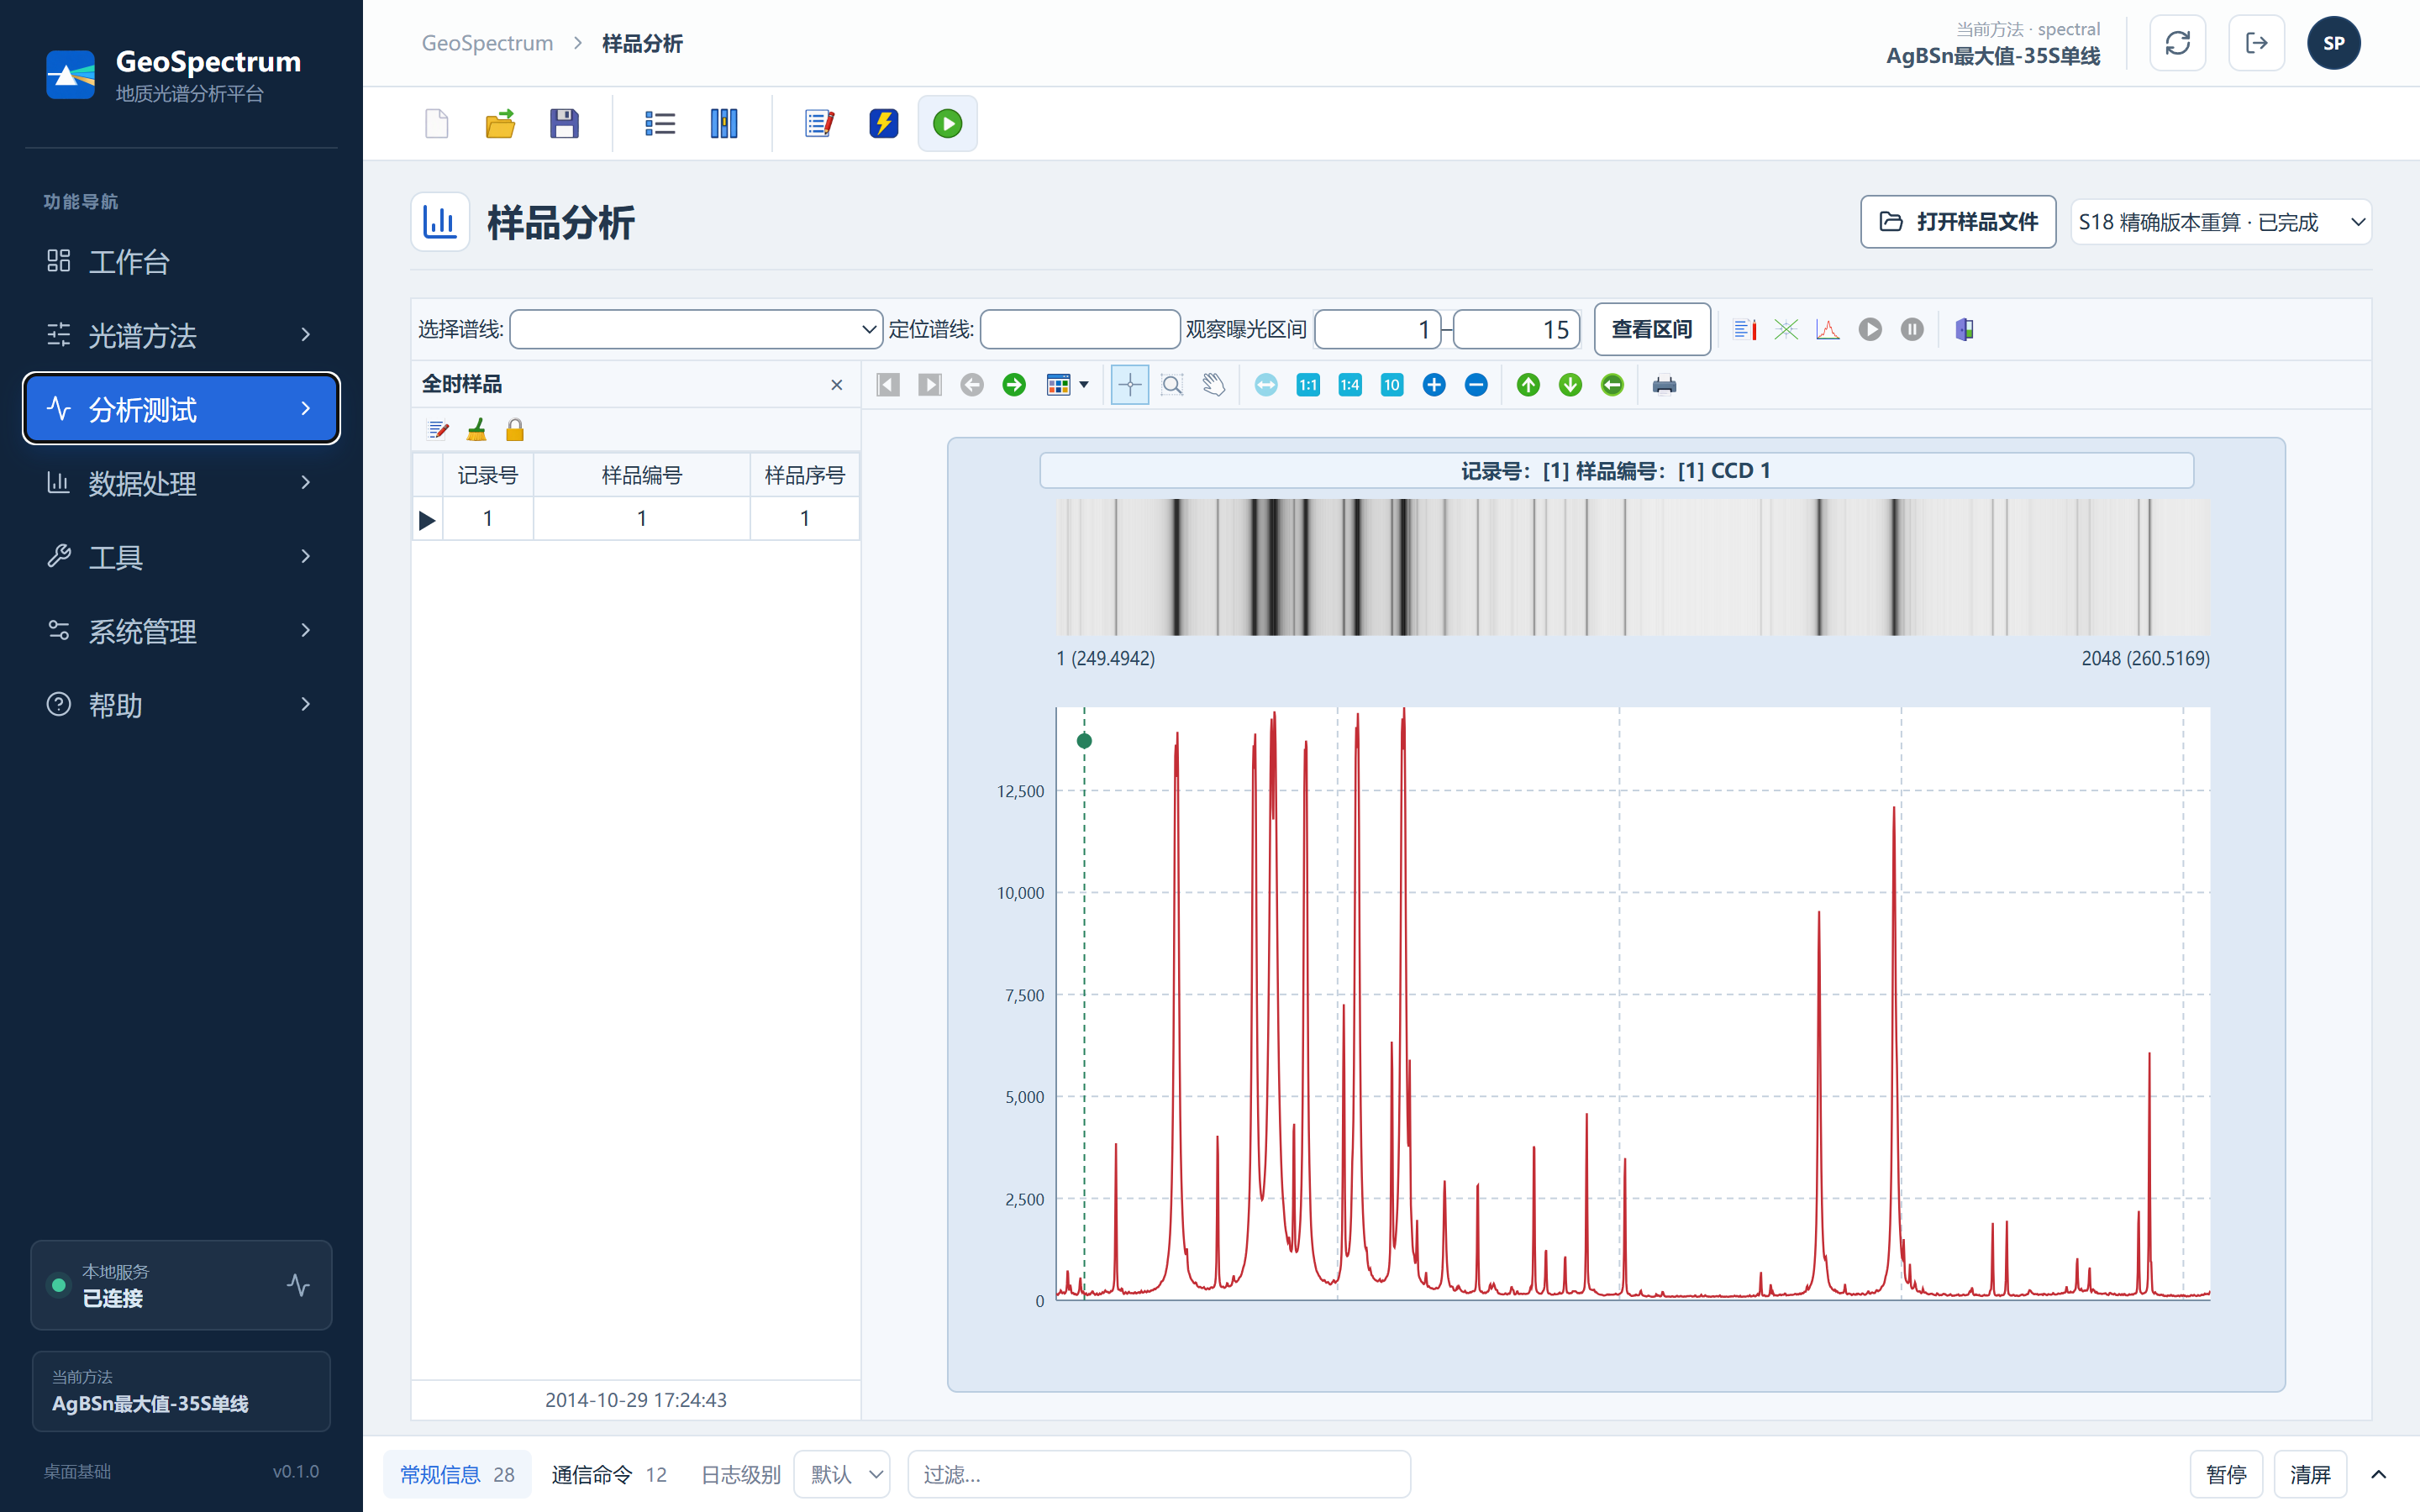 GeoSpectrum
地质光谱分析平台
功能导航
工作台
光谱方法
分析测试
数据处理
工具
系统管理
帮助
本地服务
已连接
当前方法
AgBSn最大值-35S单线
桌面基础 v0.1.0
GeoSpectrum > 样品分析
当前方法 · spectral
AgBSn最大值-35S单线
SP
样品分析
打开样品文件
S18 精确版本重算 · 已完成
选择谱线: 定位谱线: 观察曝光区间 1 – 15 查看区间
全时样品 ×
1:1 1:4 10
记录号 样品编号 样品序号
1 1 1
2014-10-29 17:24:43
记录号：[1] 样品编号：[1] CCD 1
1 (249.4942) 2048 (260.5169)
12,500
10,000
7,500
5,000
2,500
0
常规信息 28 通信命令 12 日志级别 默认 过滤... 暂停 清屏